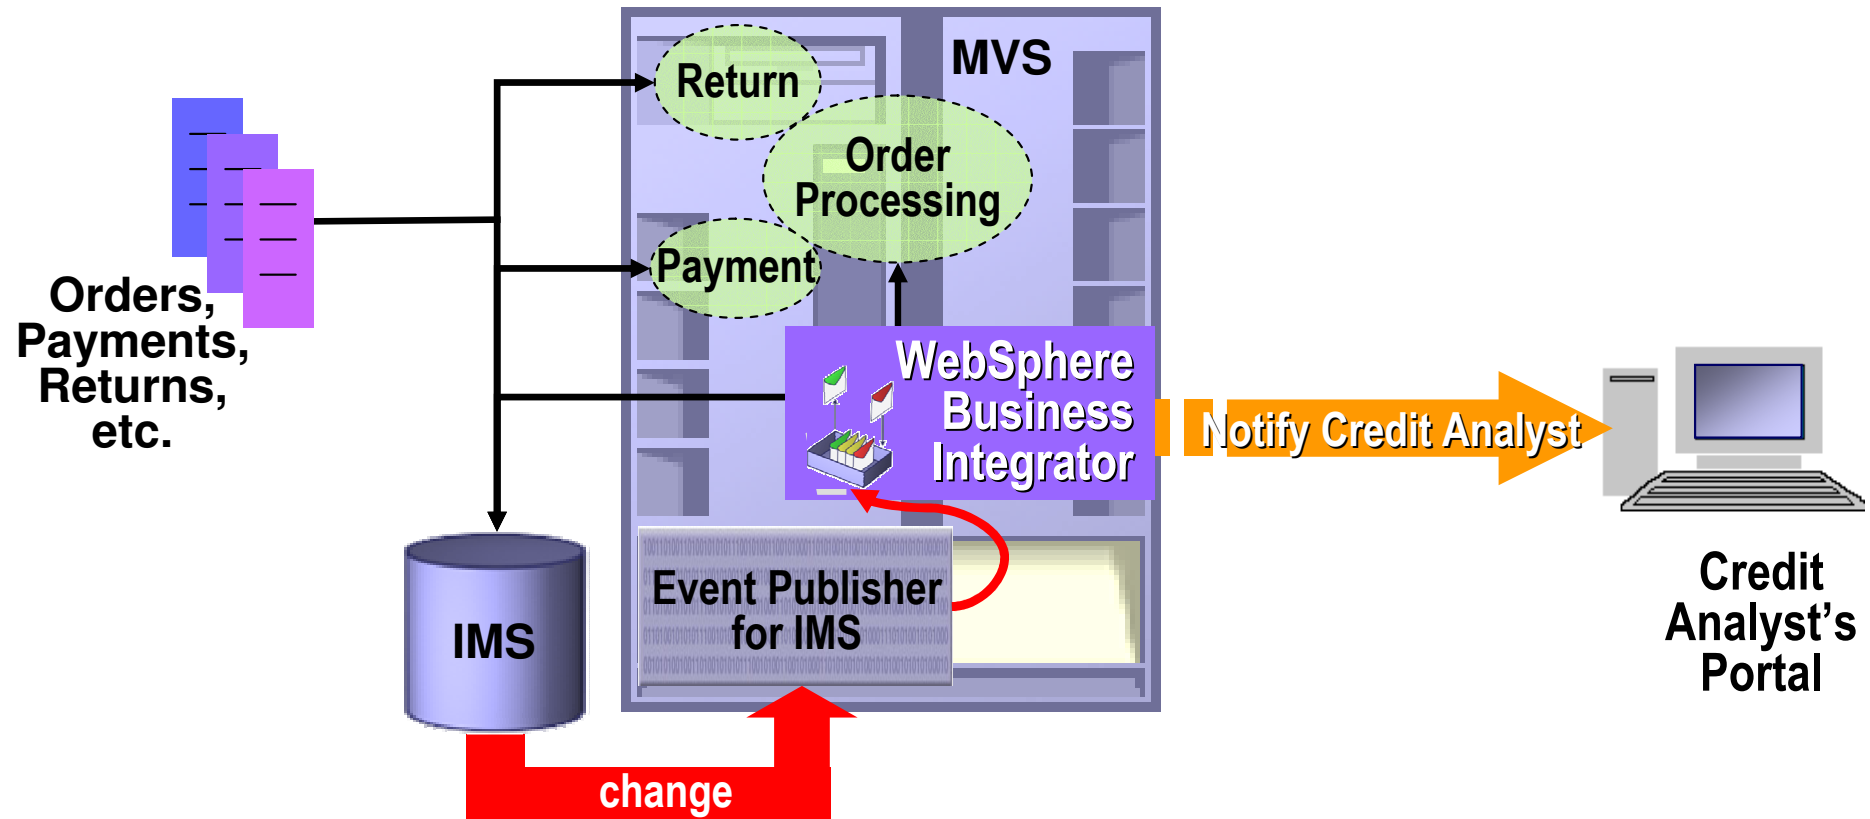 MVS
Return
Order
Processing
Payment
Orders,
Payments,
Returns,
etc.
WebSphere
Business
Integrator
Notify Credit Analyst
Event Publisher
for IMS
IMS
change
Credit
Analyst’s
Portal